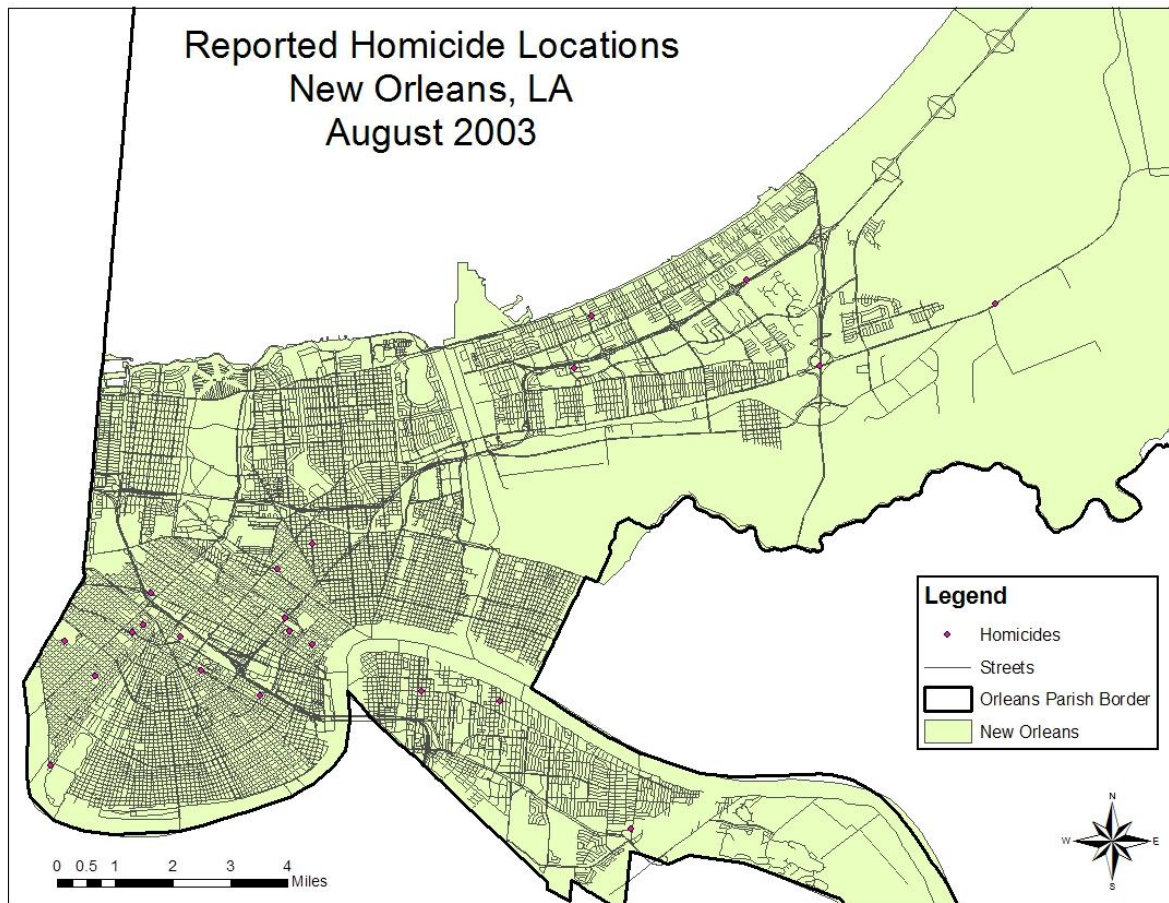 Reported Homicide Locations
New Orleans, LA
August 2003
Legend
Homicides
Streets
Orleans Parish Border
New Orleans
N
W E
S
0 0.5 1 2 3 4
Miles